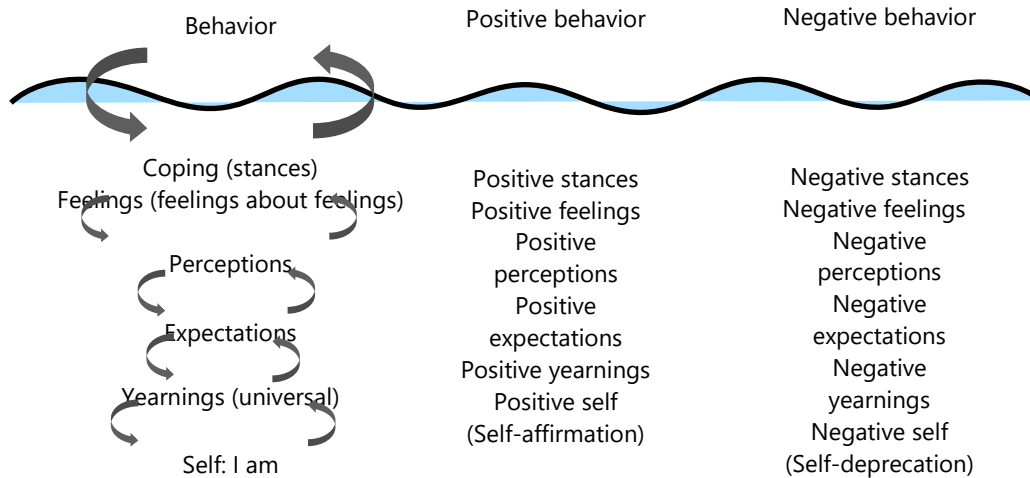 Behavior
Coping (stances)
Feelings (feelings about feelings)
Perceptions
Expectations
Yearnings (universal)
Self: I am
Positive behavior
Positive stances
Positive feelings
Positive
perceptions
Positive
expectations
Positive yearnings
Positive self
(Self-affirmation)
Negative behavior
Negative stances
Negative feelings
Negative
perceptions
Negative
expectations
Negative
yearnings
Negative self
(Self-deprecation)